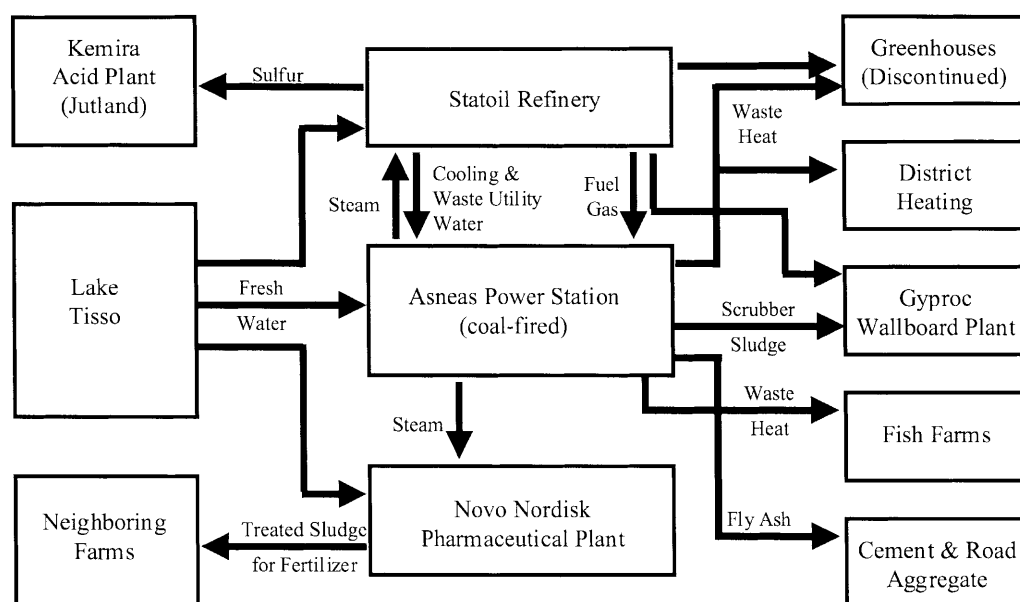 Kemira
Acid Plant
(Jutland)
Sulfur
Statoil Refinery
Greenhouses
(Discontinued)
Waste
Heat
District
Heating
Steam
Cooling &
Waste Utility
Water
Fuel
Gas
Lake
Tisso
Fresh
Water
Asneas Power Station
(coal-fired)
Scrubber
Sludge
Gyproc
Wallboard Plant
Steam
Waste
Heat
Fish Farms
Neighboring
Farms
Treated Sludge
for Fertilizer
Novo Nordisk
Pharmaceutical Plant
Fly Ash
Cement & Road
Aggregate